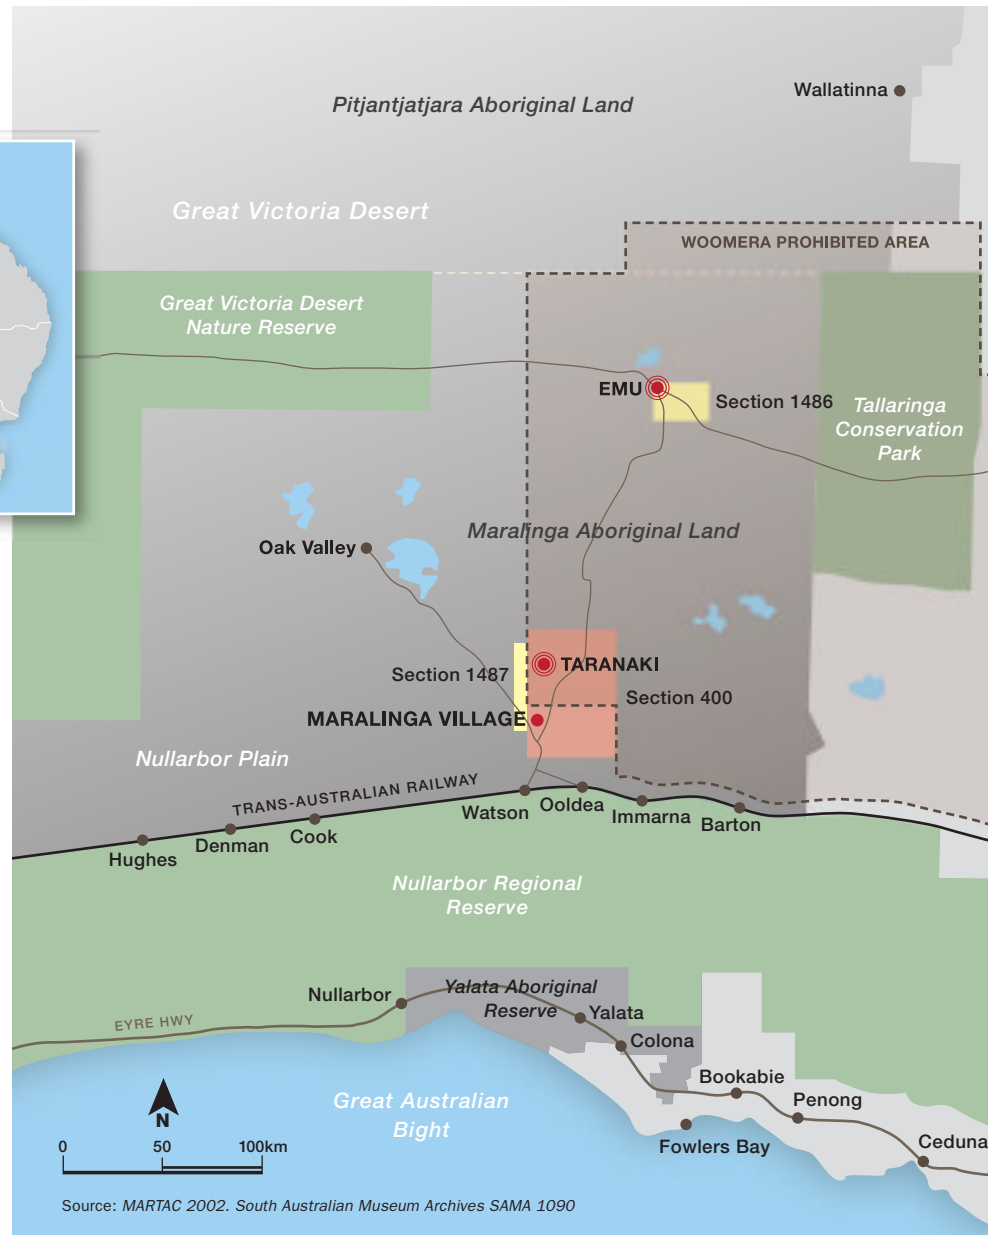 Wallatinna
Pitjantjatjara Aboriginal Land
Great Victoria Desert
WOOMERA PROHIBITED AREA
Great Victoria Desert
Nature Reserve
EMU
Section 1486
Tallaringa
Conservation
Park
Maralinga Aboriginal Land
Oak Valley
TARANAKI
Section 1487
Section 400
MARALINGA VILLAGE
Nullarbor Plain
TRANS-AUSTRALIAN RAILWAY
Watson
Ooldea
Immarna
Barton
Cook
Denman
Hughes
Nullarbor Regional
Reserve
Yalata Aboriginal
Reserve
Nullarbor
Yalata
EYRE HWY
Colona
Bookabie
Penong
Great Australian
Bight
N
Fowlers Bay
Ceduna
0 50 100km
Source: MARTAC 2002. South Australian Museum Archives SAMA 1090